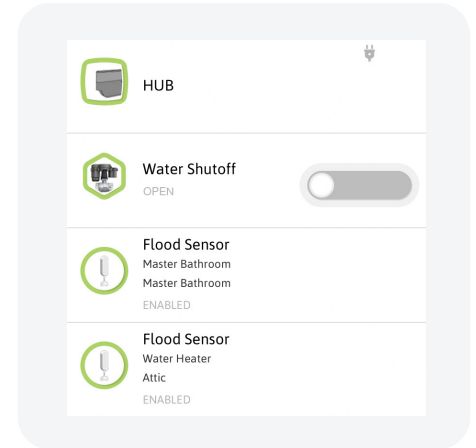 HUB
Water Shutoff
OPEN
Flood Sensor
Master Bathroom
Master Bathroom
ENABLED
Flood Sensor
Water Heater
Attic
ENABLED